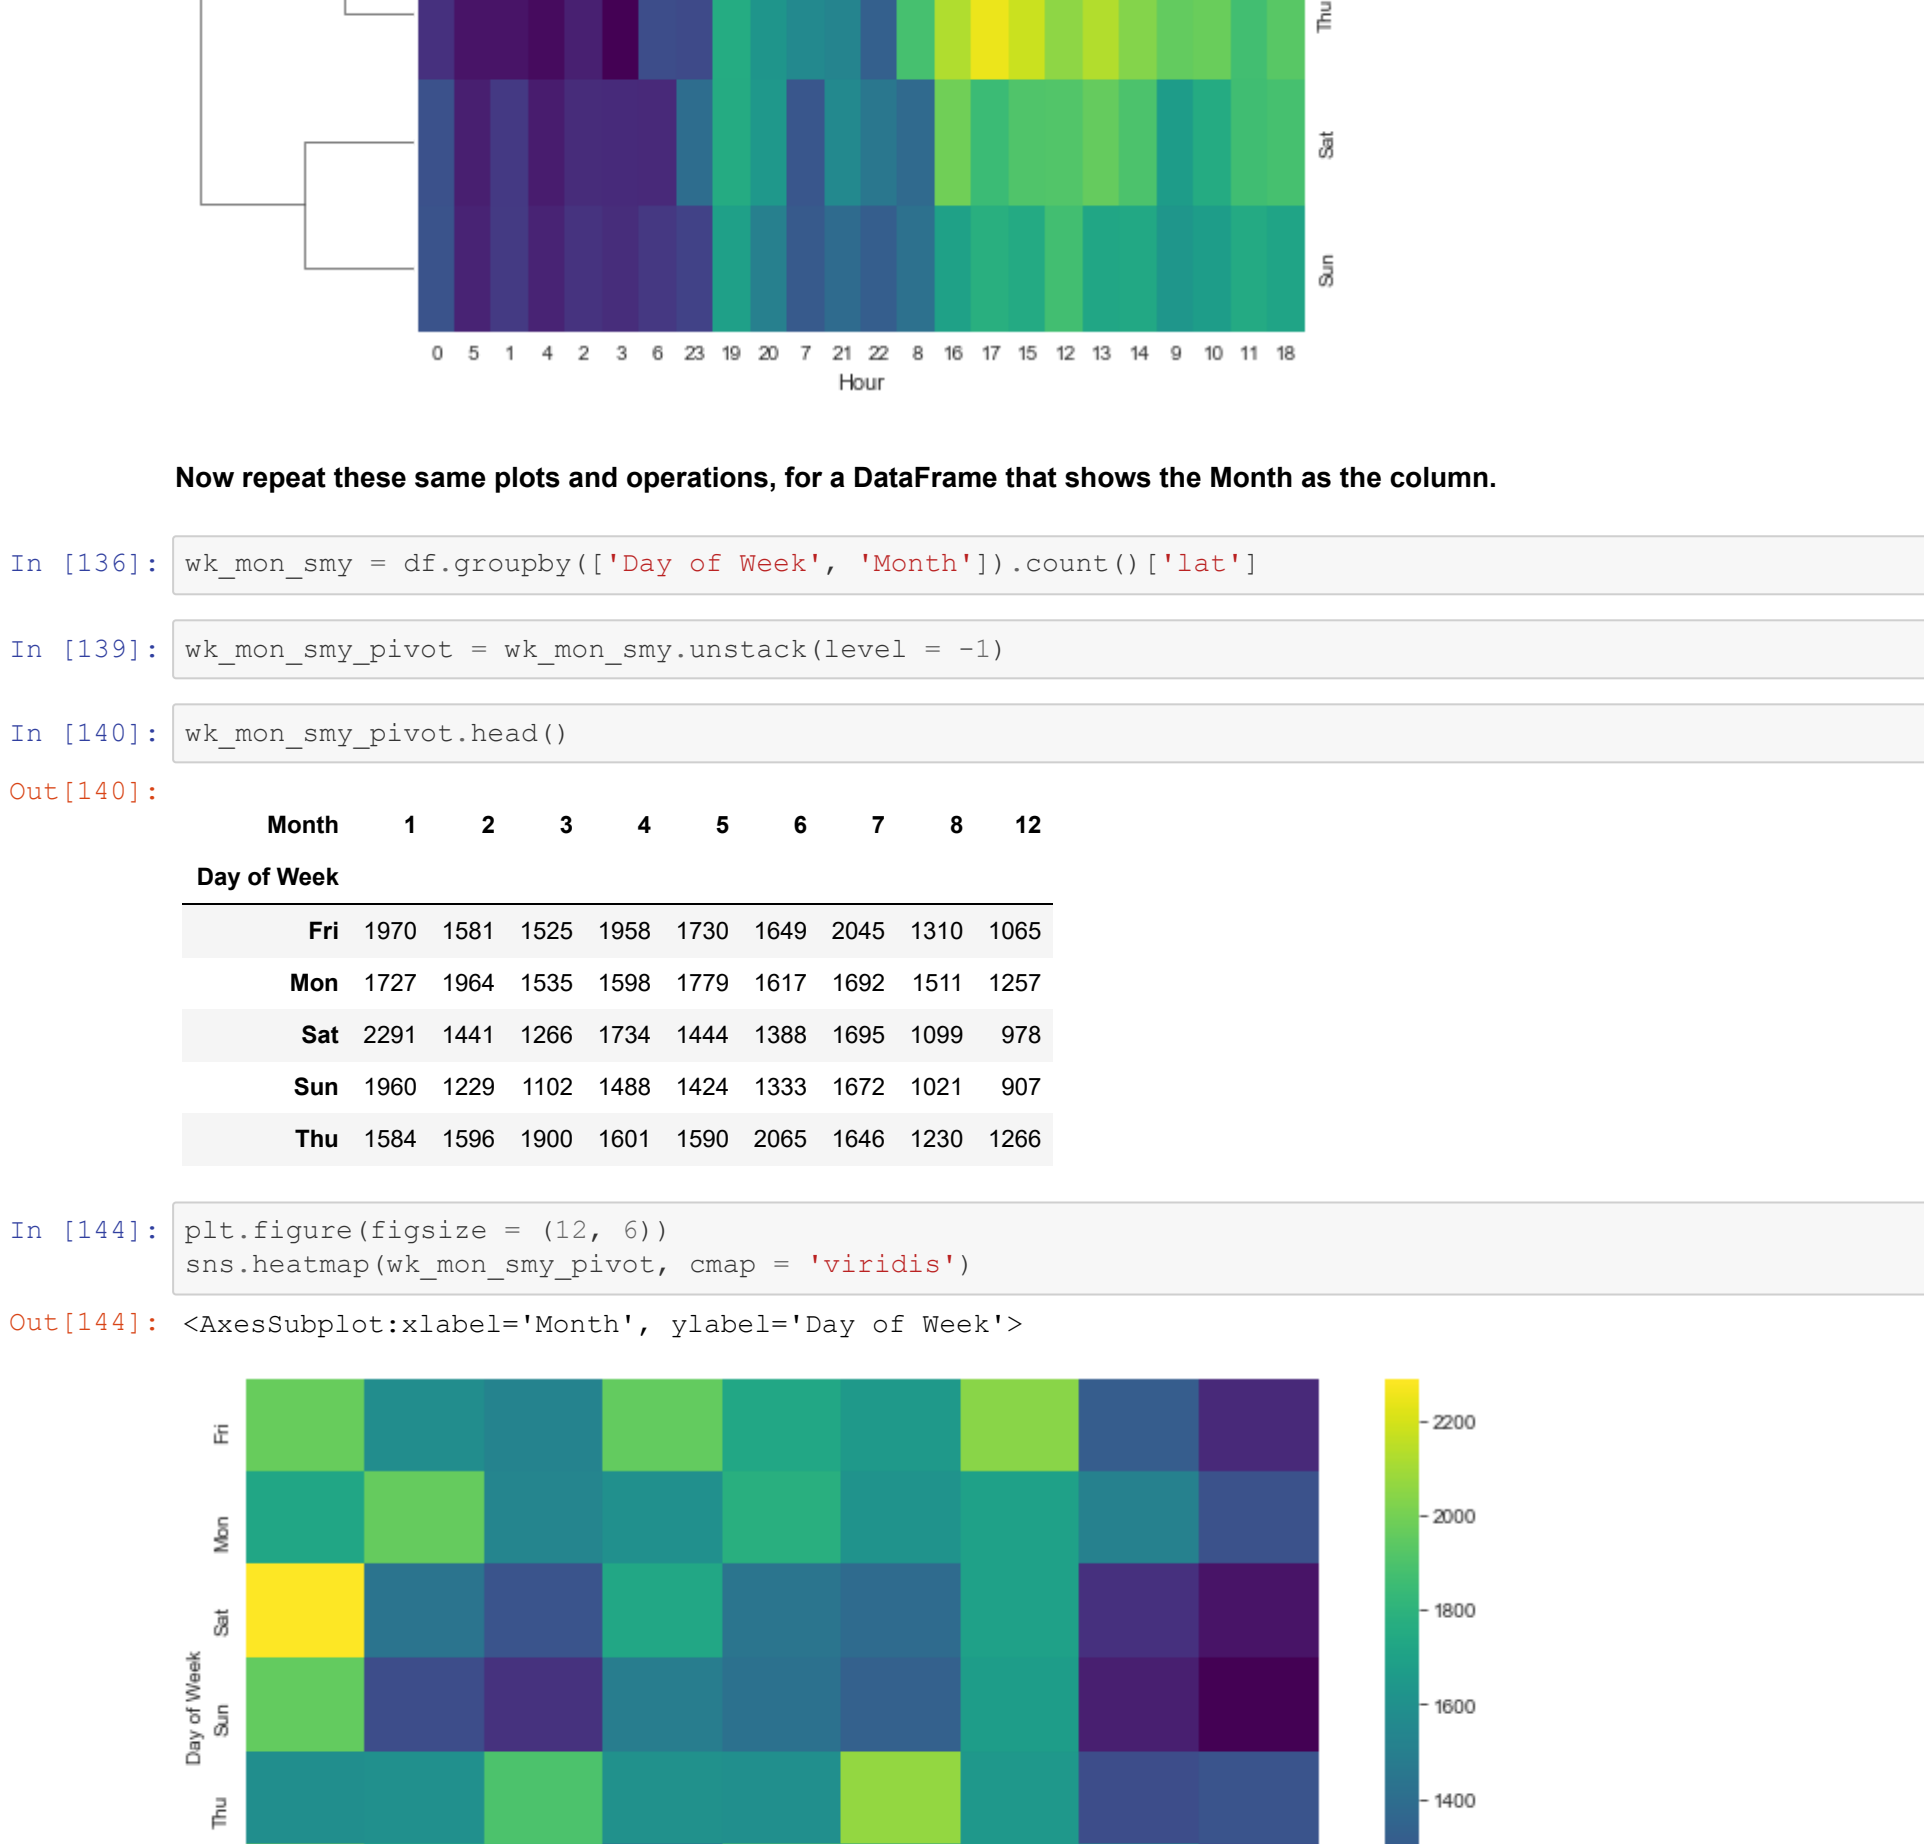 Thu
Sat
Sun
0 5 1 4 2 3 6 23 19 20 7 21 22 8 16 17 15 12 13 14 9 10 11 18
Hour
Now repeat these same plots and operations, for a DataFrame that shows the Month as the column.
In [136]: wk_mon_smy = df.groupby(['Day of Week', 'Month']).count()['lat']
In [139]: wk_mon_smy_pivot = wk_mon_smy.unstack(level = -1)
In [140]: wk_mon_smy_pivot.head()
Out[140]:
Month 1 2 3 4 5 6 7 8 12
Day of Week
Fri 1970 1581 1525 1958 1730 1649 2045 1310 1065
Mon 1727 1964 1535 1598 1779 1617 1692 1511 1257
Sat 2291 1441 1266 1734 1444 1388 1695 1099 978
Sun 1960 1229 1102 1488 1424 1333 1672 1021 907
Thu 1584 1596 1900 1601 1590 2065 1646 1230 1266
In [144]: plt.figure(figsize = (12, 6))
sns.heatmap(wk_mon_smy_pivot, cmap = 'viridis')
Out[144]: <AxesSubplot:xlabel='Month', ylabel='Day of Week'>
Day of Week
Fri
Mon
Sat
Sun
Thu
2200
2000
1800
1600
1400